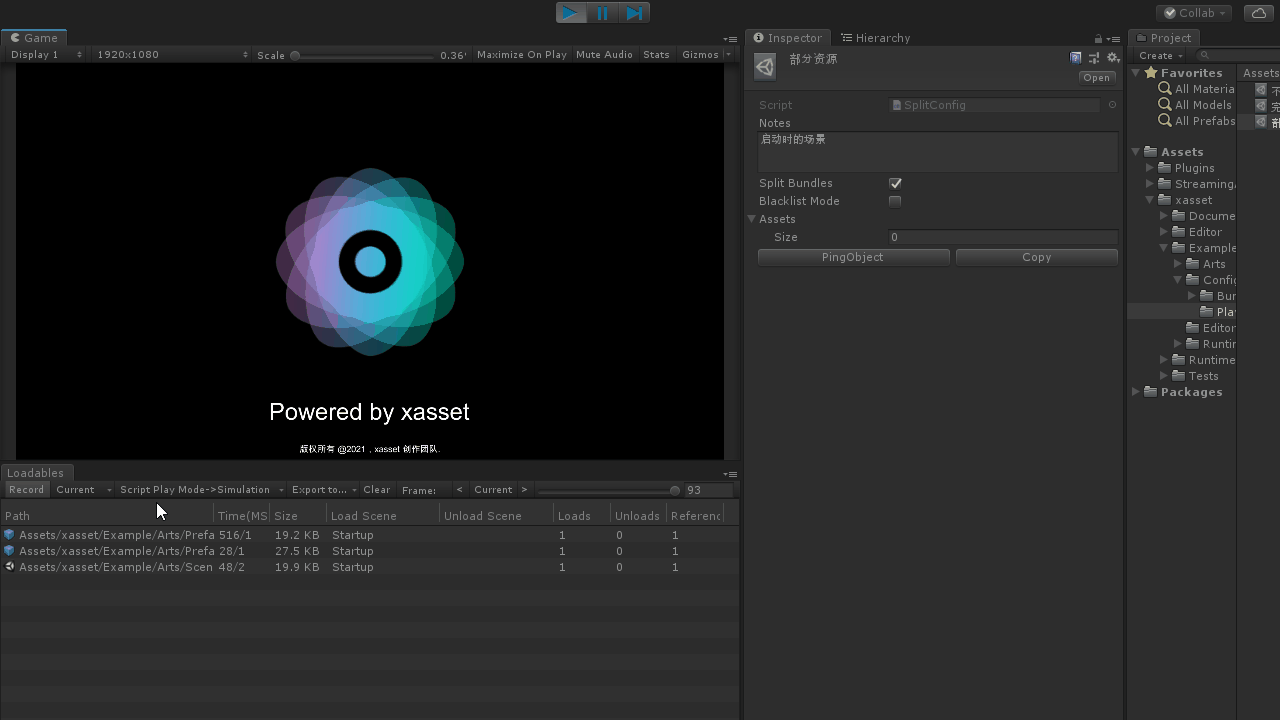 Collab
Game
Display 1
1920x1080
Scale
0.36
Maximize On Play
Mute Audio
Stats
Gizmos
Powered by xasset
版权所有 @2021，xasset 创作团队.
Loadables
Record
Current
Script Play Mode->Simulation
Export to...
Clear
Frame:
<
Current
>
93
Path
Time(MS
Size
Load Scene
Unload Scene
Loads
Unloads
Referenc
Assets/xasset/Example/Arts/Prefa 516/1 19.2 KB Startup 1 0 1
Assets/xasset/Example/Arts/Prefa 28/1 27.5 KB Startup 1 0 1
Assets/xasset/Example/Arts/Scen 48/2 19.9 KB Startup 1 0 1
Inspector
Hierarchy
部分资源
Open
Script
SplitConfig
Notes
启动时的场景
Split Bundles
Blacklist Mode
Assets
Size 0
PingObject
Copy
Project
Create
Favorites
All Materia
All Models
All Prefabs
Assets
Plugins
Streaming
xasset
Docume
Editor
Example
Arts
Config
Bun
Play
Editor
Runtim
Runtime
Tests
Packages
Assets
不
完
部